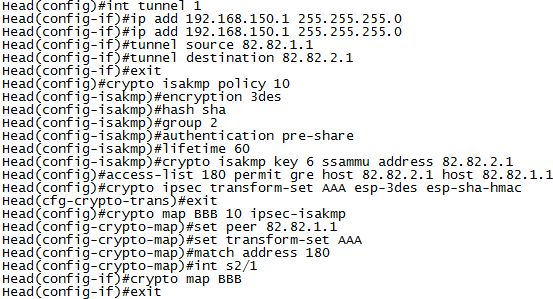 Head(config)#int tunnel 1
Head(config-if)#ip add 192.168.150.1 255.255.255.0
Head(config-if)#ip add 192.168.150.1 255.255.255.0
Head(config-if)#tunnel source 82.82.1.1
Head(config-if)#tunnel destination 82.82.2.1
Head(config-if)#exit
Head(config)#crypto isakmp policy 10
Head(config-isakmp)#encryption 3des
Head(config-isakmp)#hash sha
Head(config-isakmp)#group 2
Head(config-isakmp)#authentication pre-share
Head(config-isakmp)#lifetime 60
Head(config-isakmp)#crypto isakmp key 6 ssammu address 82.82.2.1
Head(config)#access-list 180 permit gre host 82.82.2.1 host 82.82.1.1
Head(config)#crypto ipsec transform-set AAA esp-3des esp-sha-hmac
Head(cfg-crypto-trans)#exit
Head(config)#crypto map BBB 10 ipsec-isakmp
Head(config-crypto-map)#set peer 82.82.1.1
Head(config-crypto-map)#set transform-set AAA
Head(config-crypto-map)#match address 180
Head(config-crypto-map)#int s2/1
Head(config-if)#crypto map BBB
Head(config-if)#exit